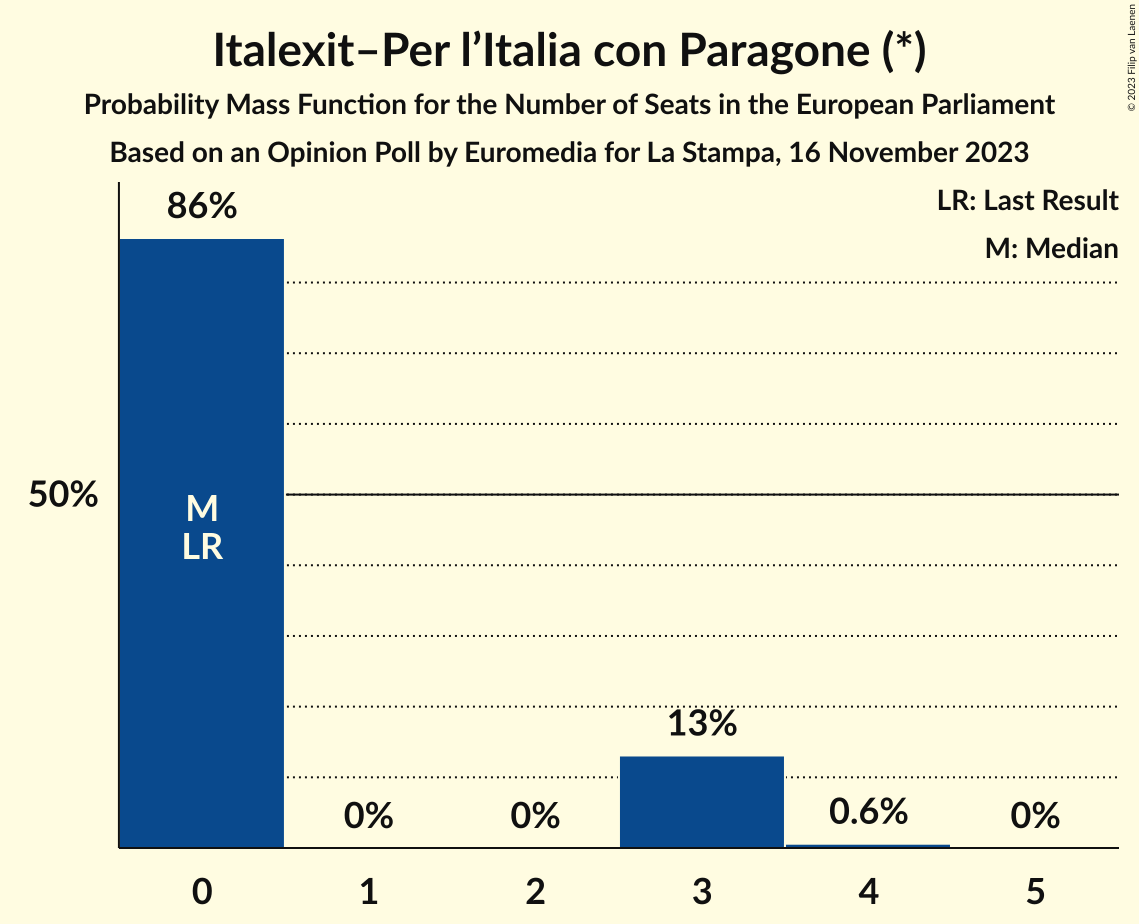 Italexit–Per l’Italia con Paragone (*)
Probability Mass Function for the Number of Seats in the European Parliament
Based on an Opinion Poll by Euromedia for La Stampa, 16 November 2023
© 2023 Filip van Laenen
LR: Last Result
M: Median
86%
50%
M
LR
13%
0%
0%
0.6%
0%
0
1
2
3
4
5